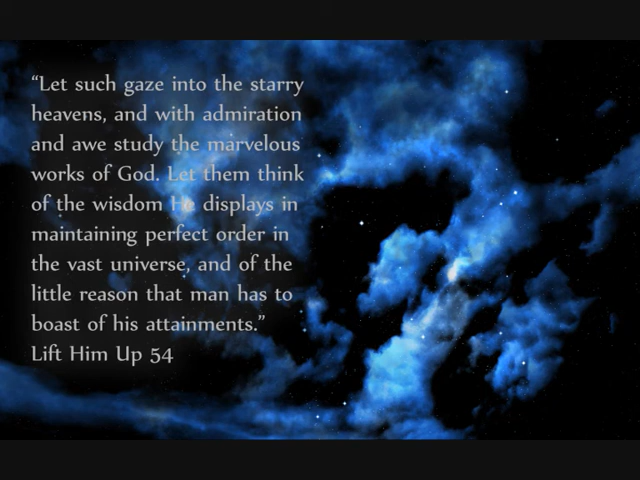 “Let such gaze into the starry
heavens, and with admiration
and awe study the marvelous
works of God. Let them think
of the wisdom He displays in
maintaining perfect order in
the vast universe, and of the
little reason that man has to
boast of his attainments.”
Lift Him Up 54